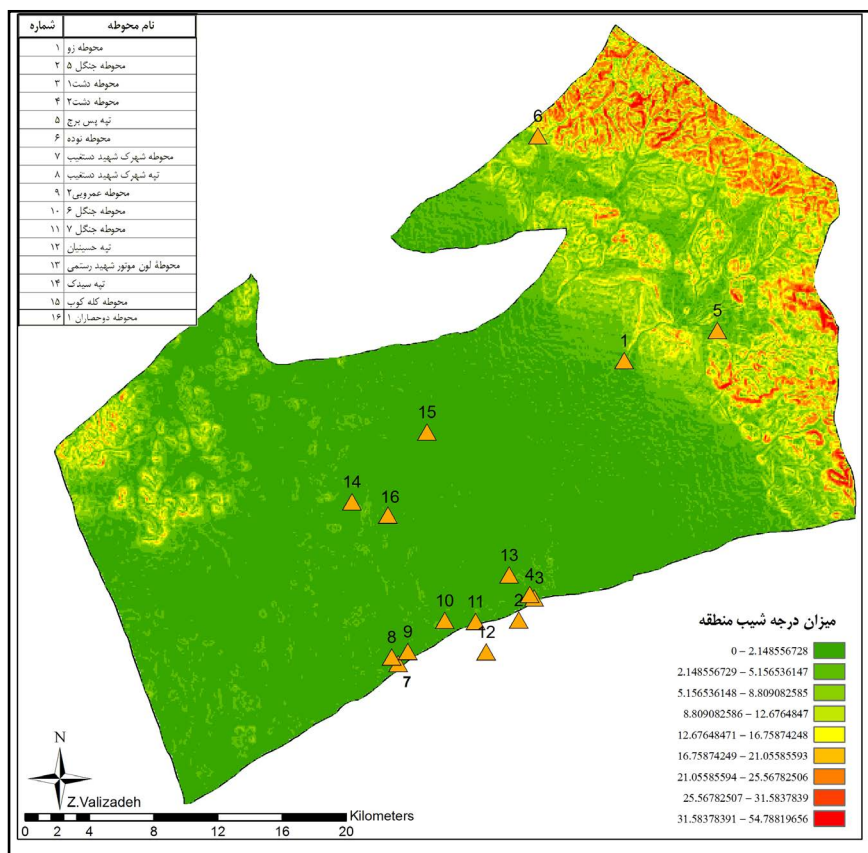 شماره نام محوطه
۱ محوطه زو
۲ محوطه جنگل ۵
۳ محوطه دشت۱
۴ محوطه دشت۲
۵ تپه پس برج
۶ محوطه نوده
۷ محوطه شهرک شهید دستغیب
۸ تپه شهرک شهید دستغیب
۹ محوطه عمرویی۲
۱۰ محوطه جنگل ۶
۱۱ محوطه جنگل ۷
۱۲ تپه حسینیان
۱۳ محوطهٔ لون موتور شهید رستمی
۱۴ تپه سیدک
۱۵ محوطه کله کوب
۱۶ محوطه دوحصاران ۱
6
5
1
15
14
16
13
4 3
10
11
2
12
8
9
7
میزان درجه شیب منطقه
0 – 2.148556728
2.148556729 – 5.156536147
5.156536148 – 8.809082585
8.809082586 – 12.6764847
12.67648471 – 16.75874248
16.75874249 – 21.05585593
21.05585594 – 25.56782506
25.56782507 – 31.5837839
31.58378391 – 54.78819656
N
Z.Valizadeh
Kilometers
0 2 4 8 12 16 20